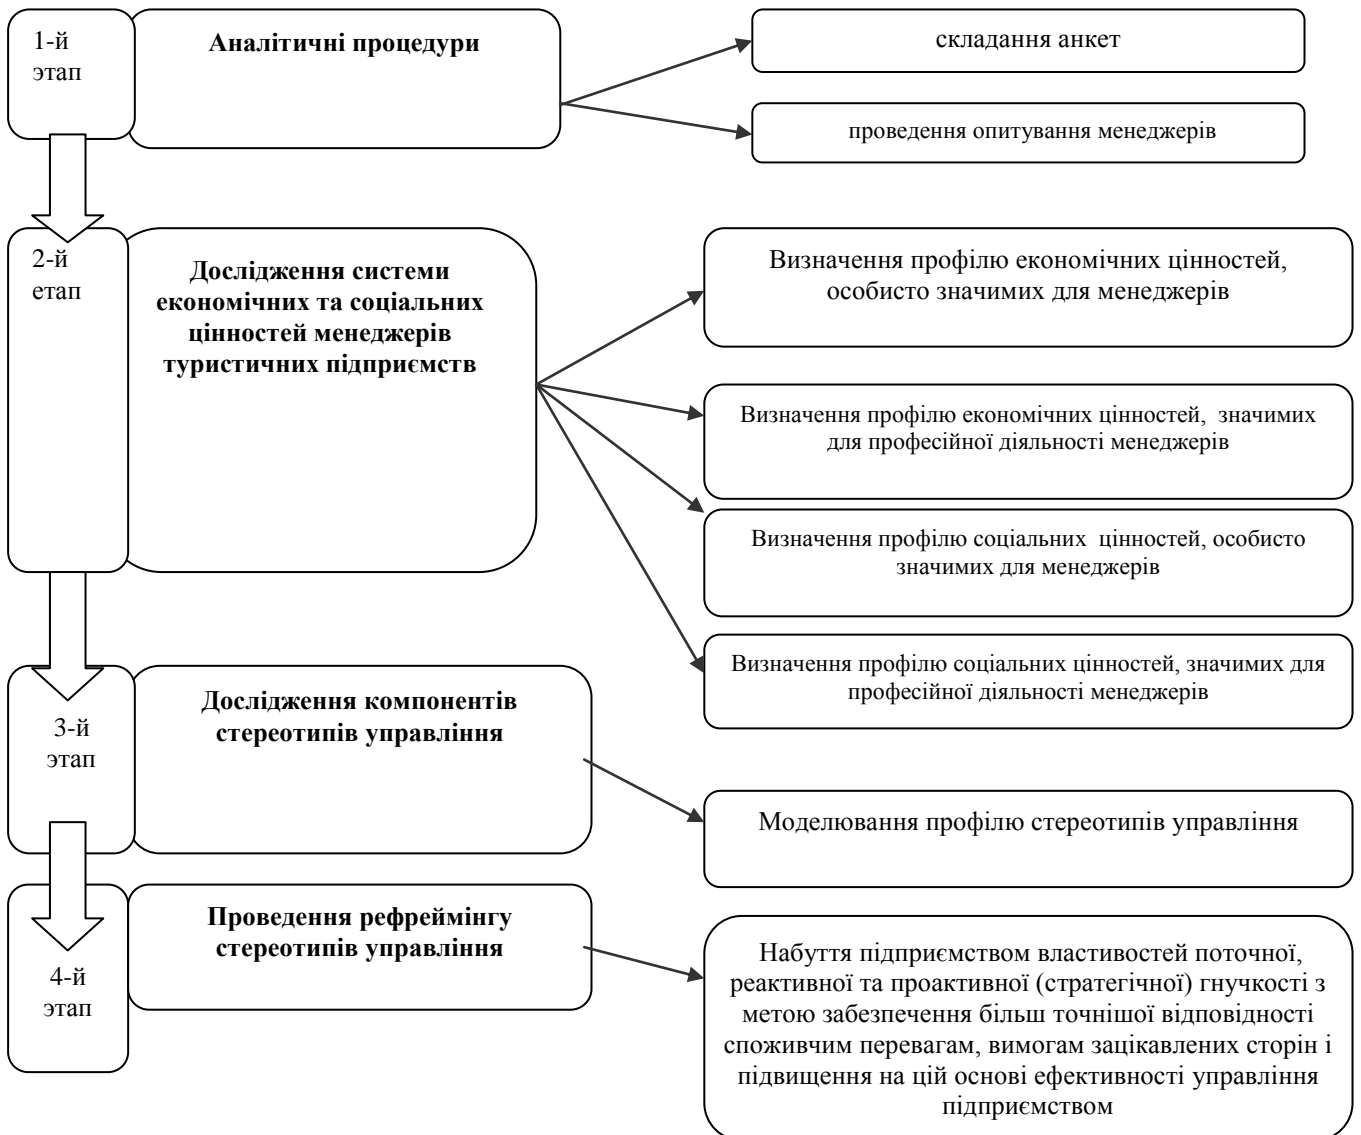 1-й
этап
Аналітичні процедури
складання анкет
проведення опитування менеджерів
2-й
етап
Дослідження системи
економічних та соціальних
цінностей менеджерів
туристичних підприємств
Визначення профілю економічних цінностей,
особисто значимих для менеджерів
Визначення профілю економічних цінностей,  значимих
для професійної діяльності менеджерів
Визначення профілю соціальних  цінностей, особисто
значимих для менеджерів
Визначення профілю соціальних цінностей, значимих для
професійної діяльності менеджерів
3-й
этап
Дослідження компонентів
стереотипів управління
Моделювання профілю стереотипів управління
4-й
этап
Проведення рефреймінгу
стереотипів управління
Набуття підприємством властивостей поточної,
реактивної та проактивної (стратегічної) гнучкості з
метою забезпечення більш точнішої відповідності
споживчим перевагам, вимогам зацікавлених сторін і
підвищення на цій основі ефективності управління
підприємством